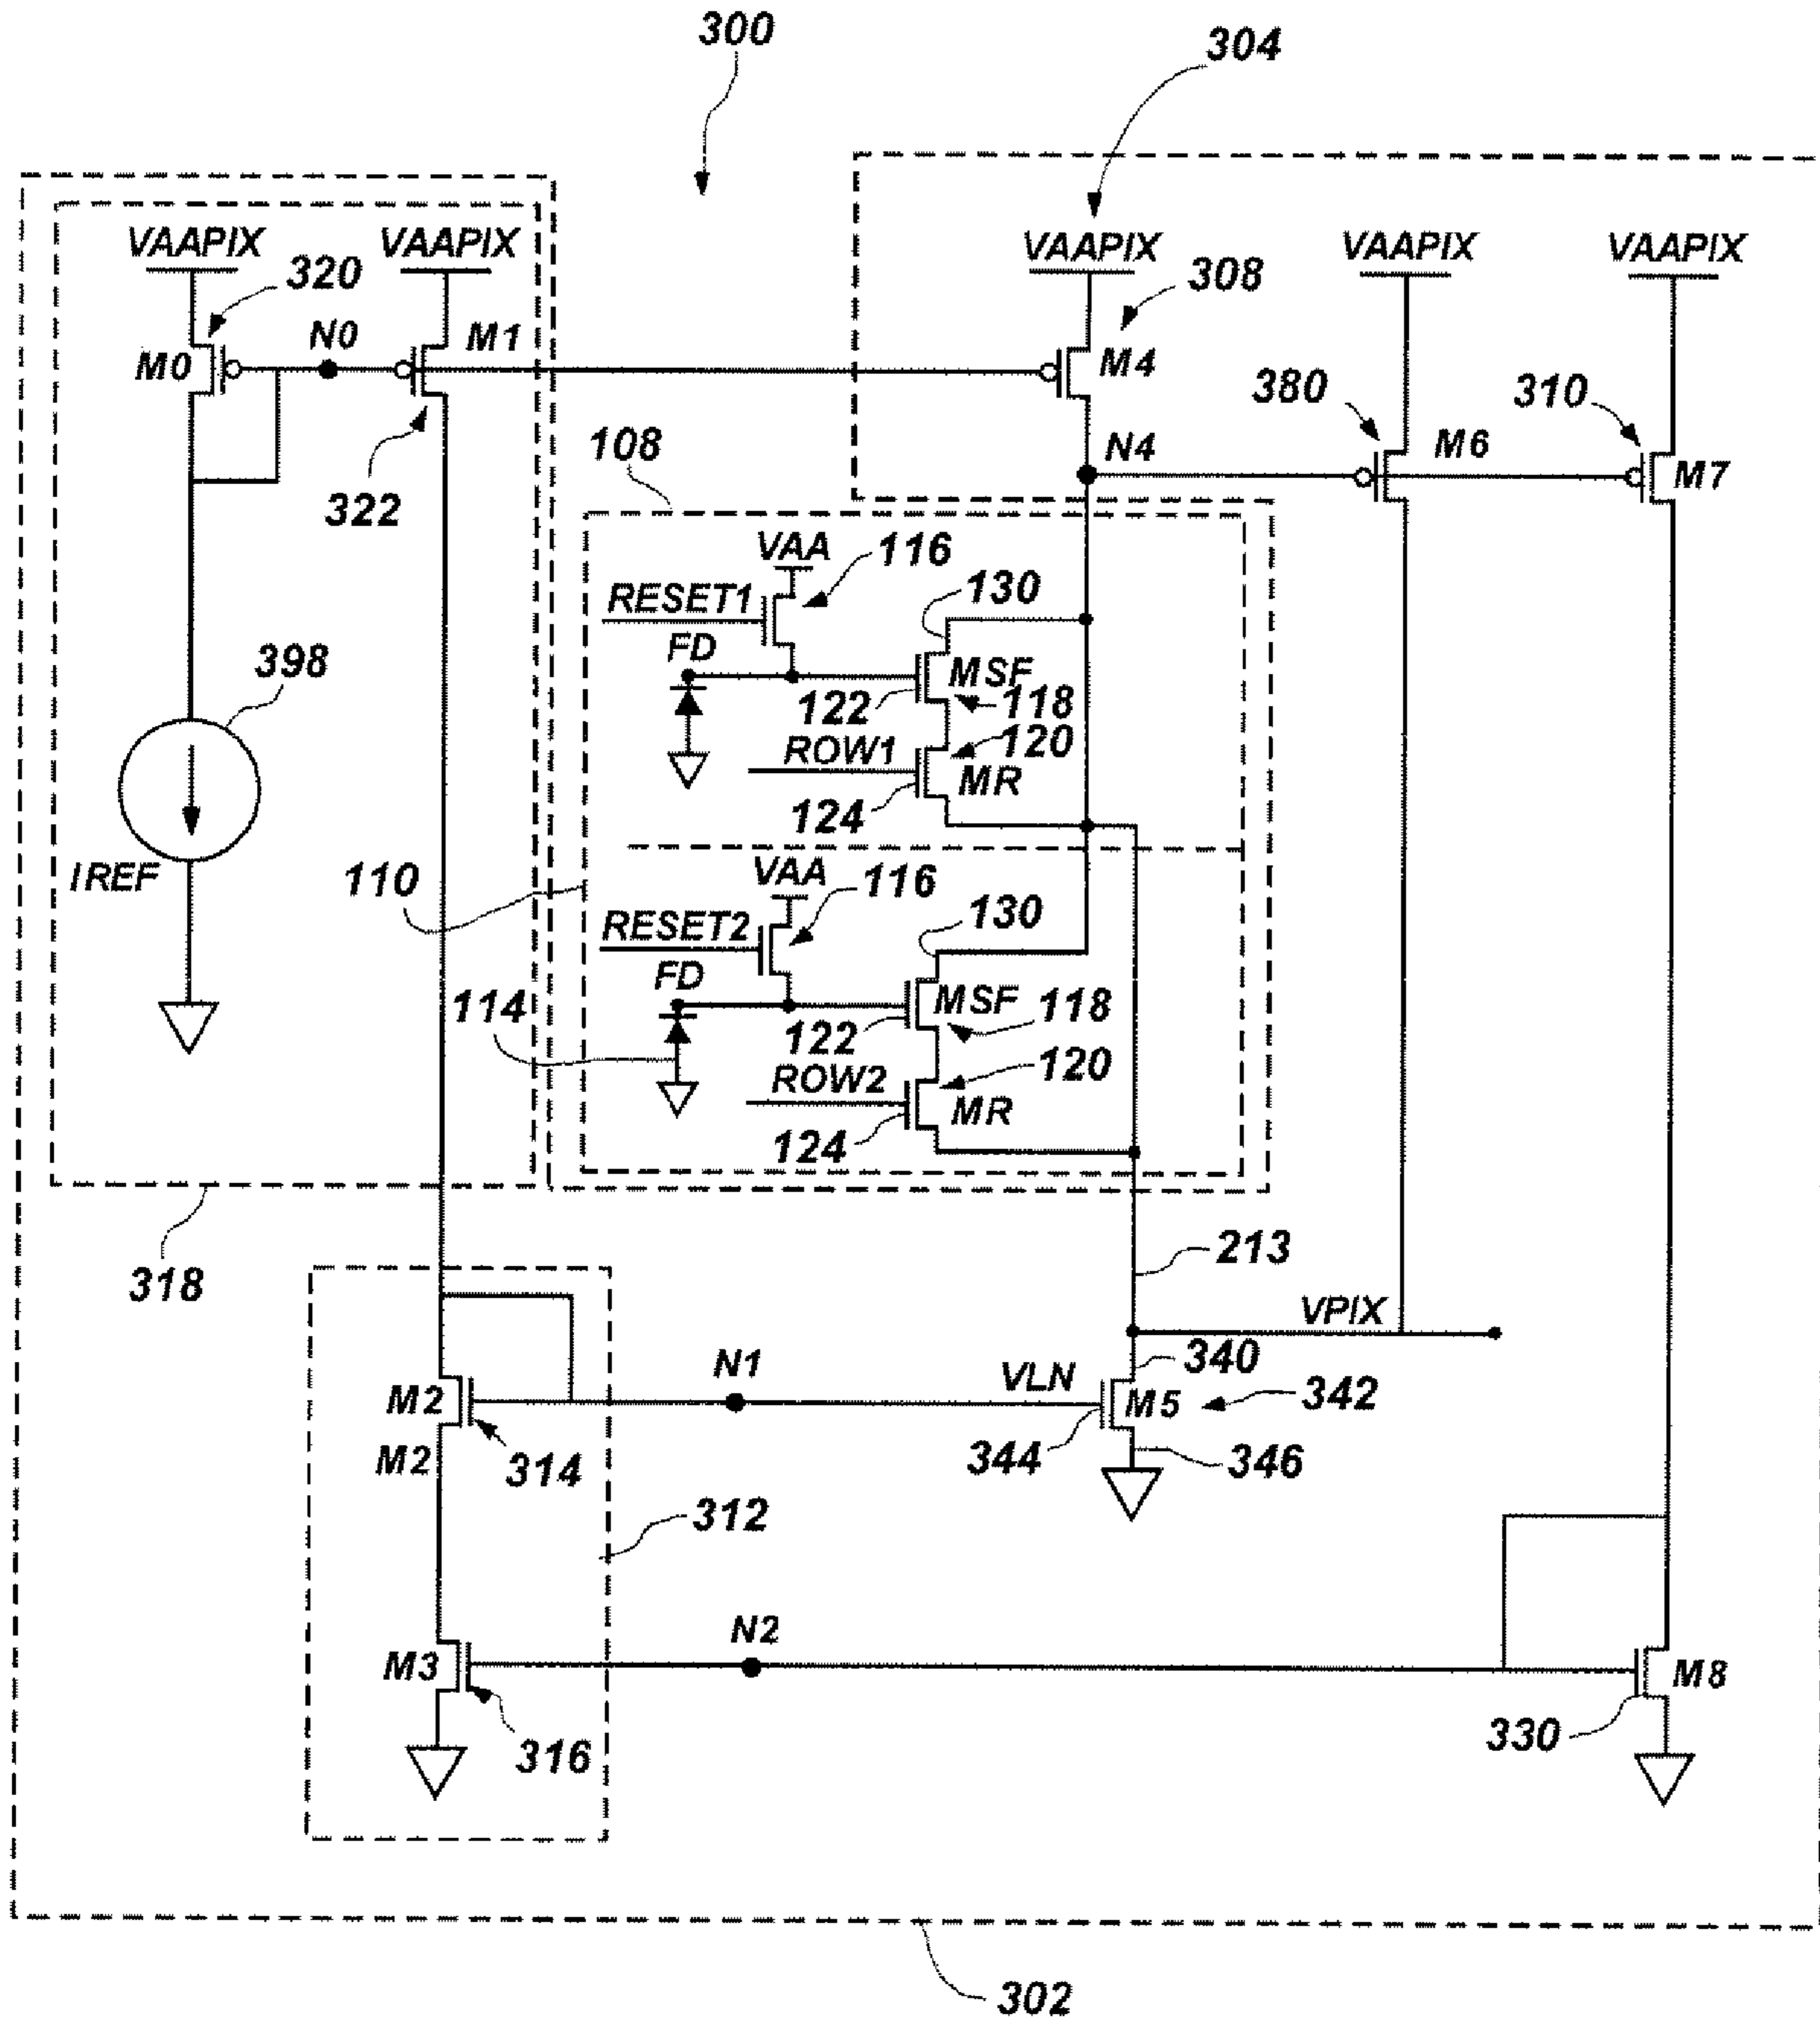 300
304
VAAPIX
VAAPIX
VAAPIX
VAAPIX
VAAPIX
320
308
N0
M1
M0
M4
380
310
108
N4
M6
M7
322
VAA
116
RESET1
130
FD
398
MSF
122
118
ROW1
120
MR
124
IREF
110
VAA
116
RESET2
130
FD
114
MSF
122
118
ROW2
120
MR
124
318
213
VPIX
340
N1
VLN
M2
M5
342
M2
314
344
346
312
N2
M3
M8
316
330
302